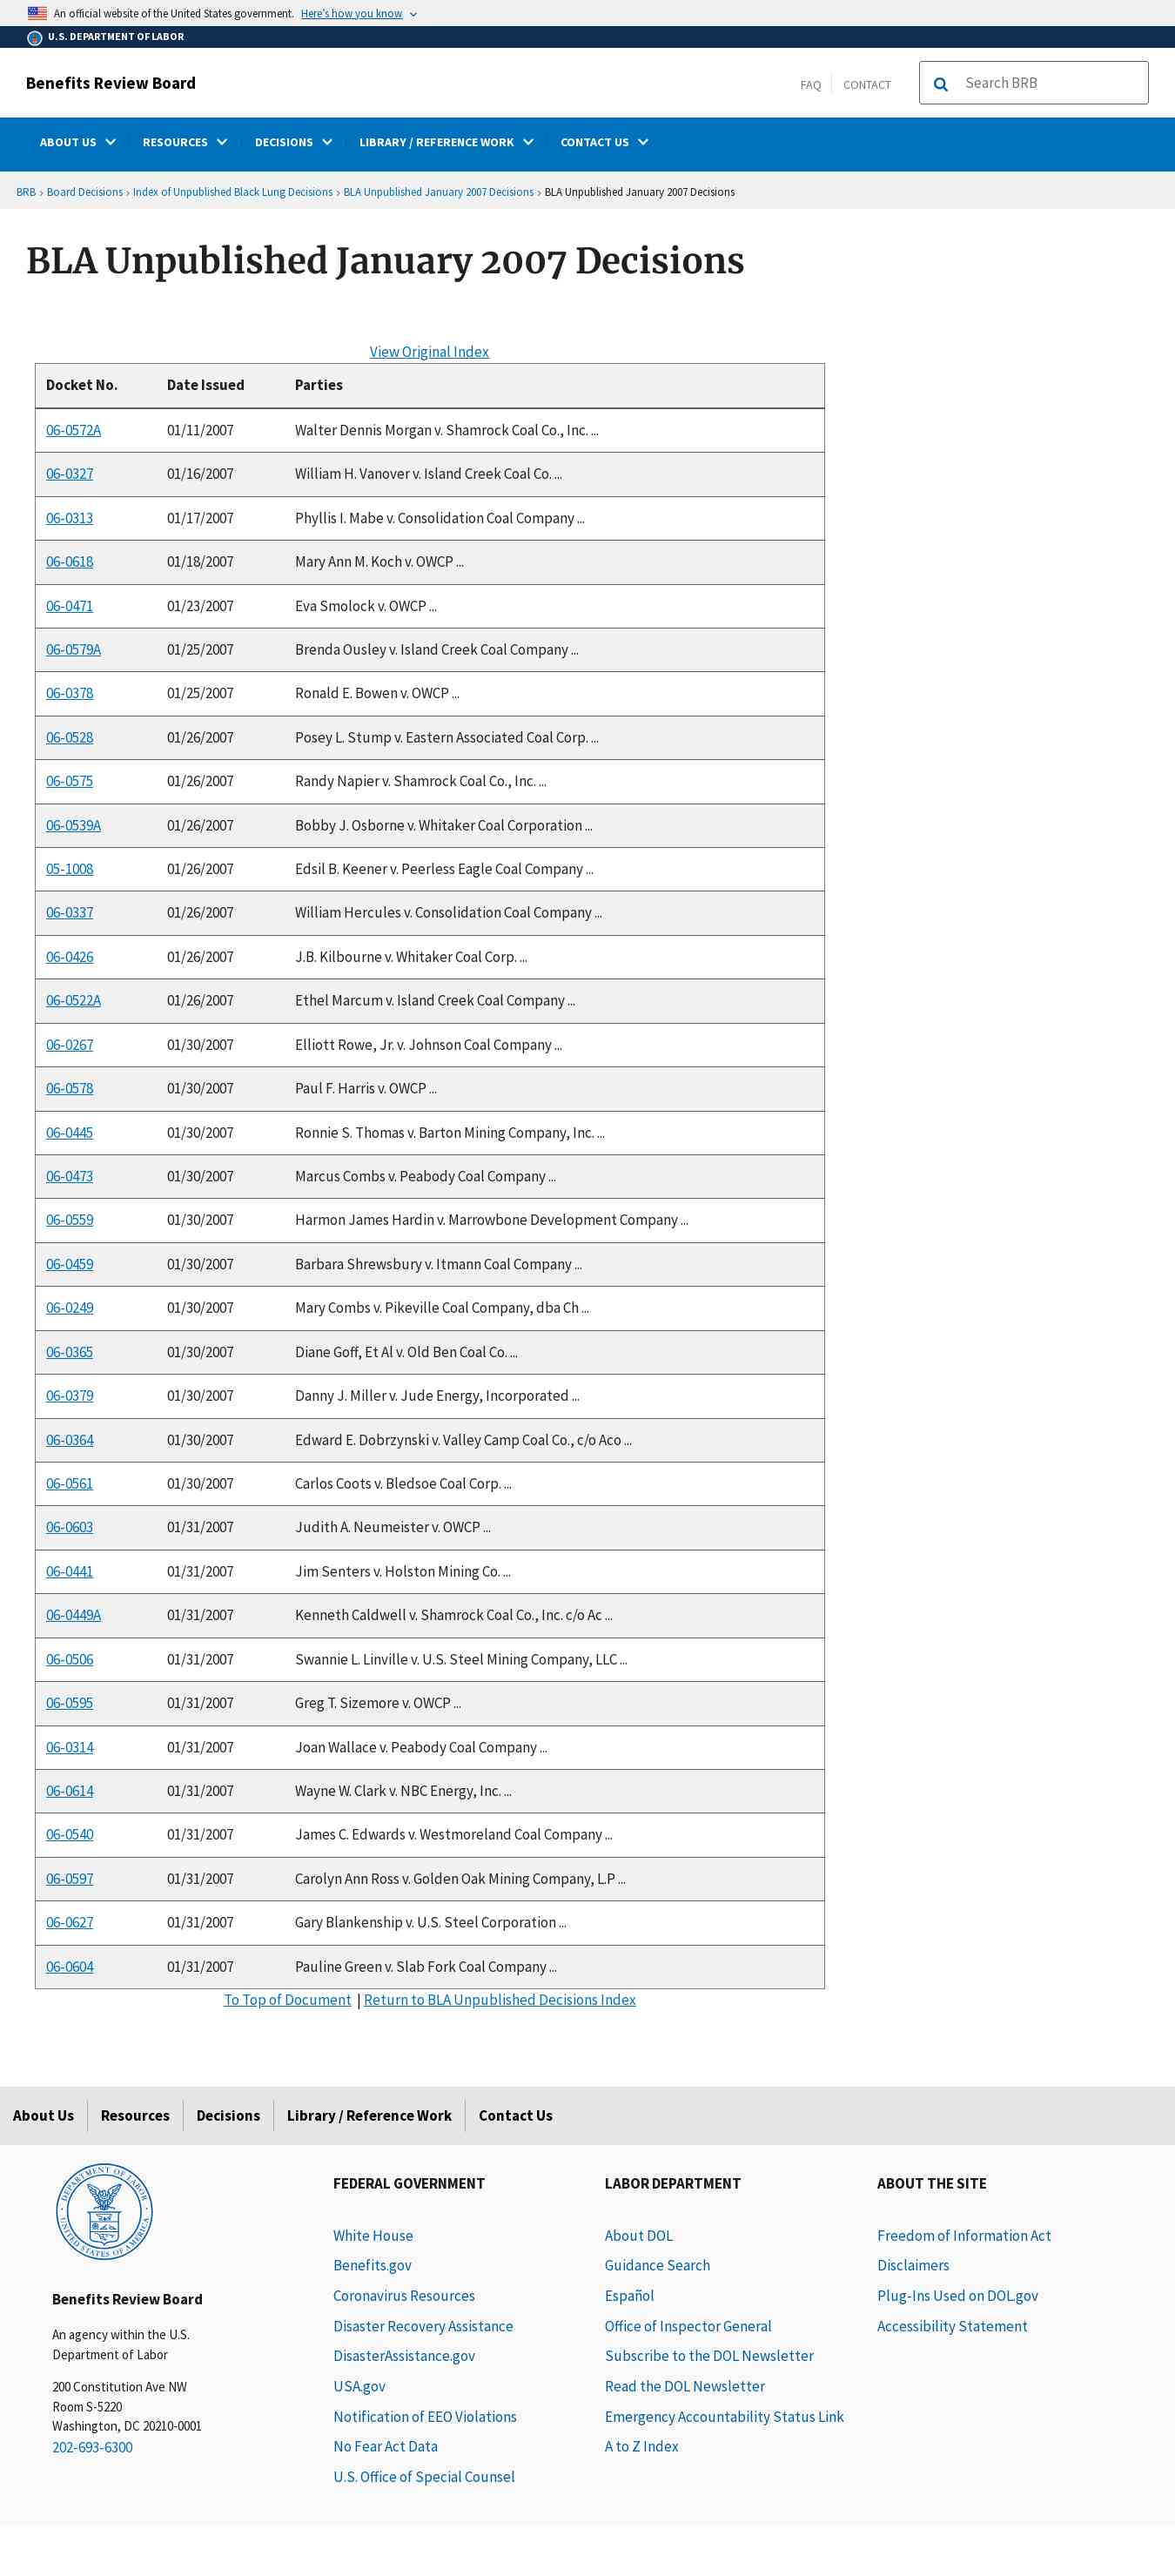 An official website of the United States government. Here's how you know
U.S. DEPARTMENT OF LABOR
Benefits Review Board
FAQ
CONTACT
Search BRB
ABOUT US
RESOURCES
DECISIONS
LIBRARY / REFERENCE WORK
CONTACT US
BRB › Board Decisions › Index of Unpublished Black Lung Decisions › BLA Unpublished January 2007 Decisions › BLA Unpublished January 2007 Decisions
BLA Unpublished January 2007 Decisions
View Original Index
Docket No. Date Issued Parties
06-0572A 01/11/2007 Walter Dennis Morgan v. Shamrock Coal Co., Inc. ...
06-0327 01/16/2007 William H. Vanover v. Island Creek Coal Co. ...
06-0313 01/17/2007 Phyllis I. Mabe v. Consolidation Coal Company ...
06-0618 01/18/2007 Mary Ann M. Koch v. OWCP ...
06-0471 01/23/2007 Eva Smolock v. OWCP ...
06-0579A 01/25/2007 Brenda Ousley v. Island Creek Coal Company ...
06-0378 01/25/2007 Ronald E. Bowen v. OWCP ...
06-0528 01/26/2007 Posey L. Stump v. Eastern Associated Coal Corp. ...
06-0575 01/26/2007 Randy Napier v. Shamrock Coal Co., Inc. ...
06-0539A 01/26/2007 Bobby J. Osborne v. Whitaker Coal Corporation ...
05-1008 01/26/2007 Edsil B. Keener v. Peerless Eagle Coal Company ...
06-0337 01/26/2007 William Hercules v. Consolidation Coal Company ...
06-0426 01/26/2007 J.B. Kilbourne v. Whitaker Coal Corp. ...
06-0522A 01/26/2007 Ethel Marcum v. Island Creek Coal Company ...
06-0267 01/30/2007 Elliott Rowe, Jr. v. Johnson Coal Company ...
06-0578 01/30/2007 Paul F. Harris v. OWCP ...
06-0445 01/30/2007 Ronnie S. Thomas v. Barton Mining Company, Inc. ...
06-0473 01/30/2007 Marcus Combs v. Peabody Coal Company ...
06-0559 01/30/2007 Harmon James Hardin v. Marrowbone Development Company ...
06-0459 01/30/2007 Barbara Shrewsbury v. Itmann Coal Company ...
06-0249 01/30/2007 Mary Combs v. Pikeville Coal Company, dba Ch ...
06-0365 01/30/2007 Diane Goff, Et Al v. Old Ben Coal Co. ...
06-0379 01/30/2007 Danny J. Miller v. Jude Energy, Incorporated ...
06-0364 01/30/2007 Edward E. Dobrzynski v. Valley Camp Coal Co., c/o Aco ...
06-0561 01/30/2007 Carlos Coots v. Bledsoe Coal Corp. ...
06-0603 01/31/2007 Judith A. Neumeister v. OWCP ...
06-0441 01/31/2007 Jim Senters v. Holston Mining Co. ...
06-0449A 01/31/2007 Kenneth Caldwell v. Shamrock Coal Co., Inc. c/o Ac ...
06-0506 01/31/2007 Swannie L. Linville v. U.S. Steel Mining Company, LLC ...
06-0595 01/31/2007 Greg T. Sizemore v. OWCP ...
06-0314 01/31/2007 Joan Wallace v. Peabody Coal Company ...
06-0614 01/31/2007 Wayne W. Clark v. NBC Energy, Inc. ...
06-0540 01/31/2007 James C. Edwards v. Westmoreland Coal Company ...
06-0597 01/31/2007 Carolyn Ann Ross v. Golden Oak Mining Company, L.P ...
06-0627 01/31/2007 Gary Blankenship v. U.S. Steel Corporation ...
06-0604 01/31/2007 Pauline Green v. Slab Fork Coal Company ...
To Top of Document | Return to BLA Unpublished Decisions Index
About Us
Resources
Decisions
Library / Reference Work
Contact Us
DEPARTMENT OF LABOR
UNITED STATES OF AMERICA
Benefits Review Board
An agency within the U.S.
Department of Labor
200 Constitution Ave NW
Room S-5220
Washington, DC 20210-0001
202-693-6300
FEDERAL GOVERNMENT
White House
Benefits.gov
Coronavirus Resources
Disaster Recovery Assistance
DisasterAssistance.gov
USA.gov
Notification of EEO Violations
No Fear Act Data
U.S. Office of Special Counsel
LABOR DEPARTMENT
About DOL
Guidance Search
Español
Office of Inspector General
Subscribe to the DOL Newsletter
Read the DOL Newsletter
Emergency Accountability Status Link
A to Z Index
ABOUT THE SITE
Freedom of Information Act
Disclaimers
Plug-Ins Used on DOL.gov
Accessibility Statement